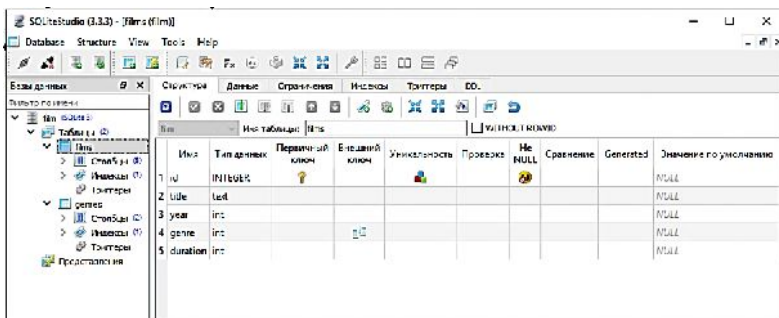 SQLiteStudio (3.3.3) - [films (film)]
Database Structure View Tools Help
Базы данных
Структура Данные Ограничения Индексы Триггеры DDL
Фильтр по имени
film (SQLite 3)
Таблицы (2)
films
Столбцы (5)
Индексы (1)
Триггеры
genres
Столбцы (2)
Индексы (1)
Триггеры
Представления
film Имя таблицы: films WITHOUT ROWID
Имя Тип данных Первичный ключ Внешний ключ Уникальность Проверка Не NULL Сравнение Generated Значение по умолчанию
1 id INTEGER NULL
2 title text NULL
3 year int NULL
4 genre int NULL
5 duration int NULL